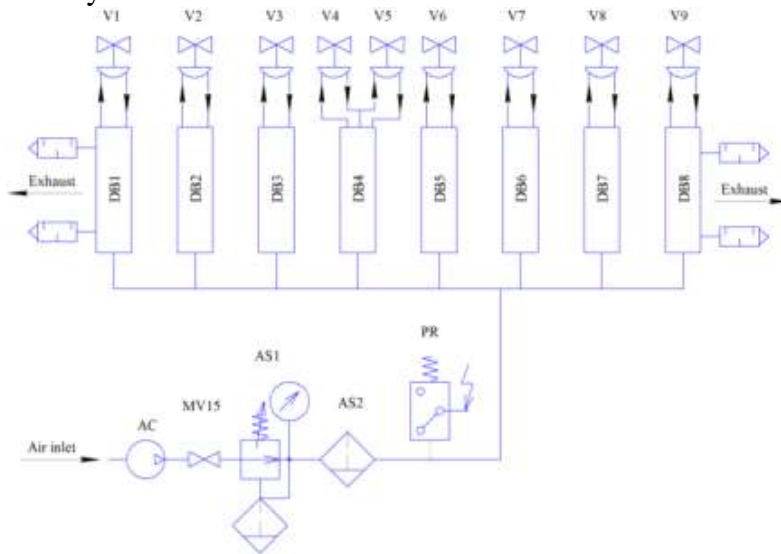 V1 V2 V3 V4 V5 V6 V7 V8 V9
DB1 DB2 DB3 DB4 DB5 DB6 DB7 DB8
Exhaust Exhaust
PR
AS1
MV15 AS2
AC
Air inlet